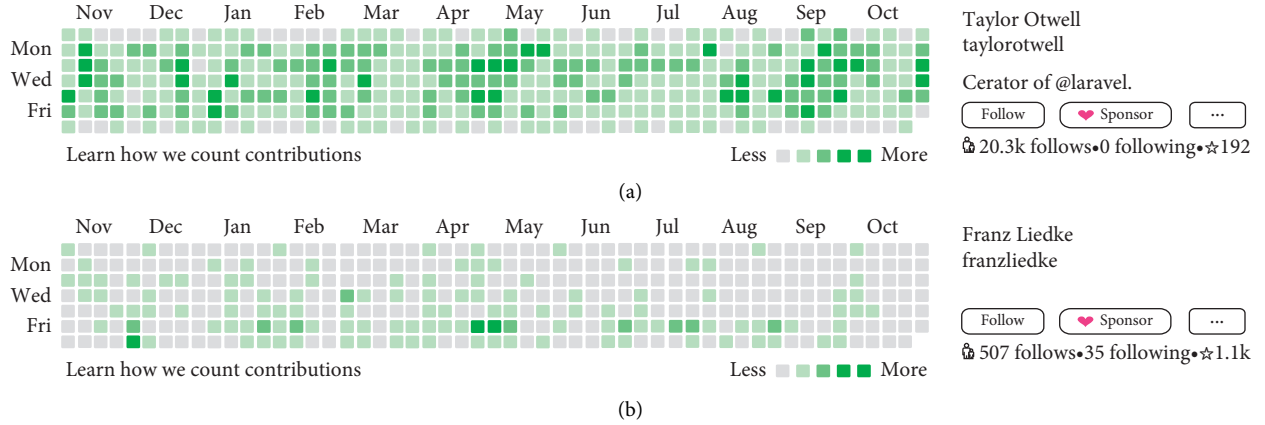 Nov Dec Jan Feb Mar Apr May Jun Jul Aug Sep Oct
Mon
Wed
Fri
Learn how we count contributions
Less More
Taylor Otwell
taylorotwell
Cerator of @laravel.
Follow Sponsor ...
20.3k follows•0 following•☆192
(a)
Nov Dec Jan Feb Mar Apr May Jun Jul Aug Sep Oct
Mon
Wed
Fri
Learn how we count contributions
Less More
Franz Liedke
franzliedke
Follow Sponsor ...
507 follows•35 following•☆1.1k
(b)